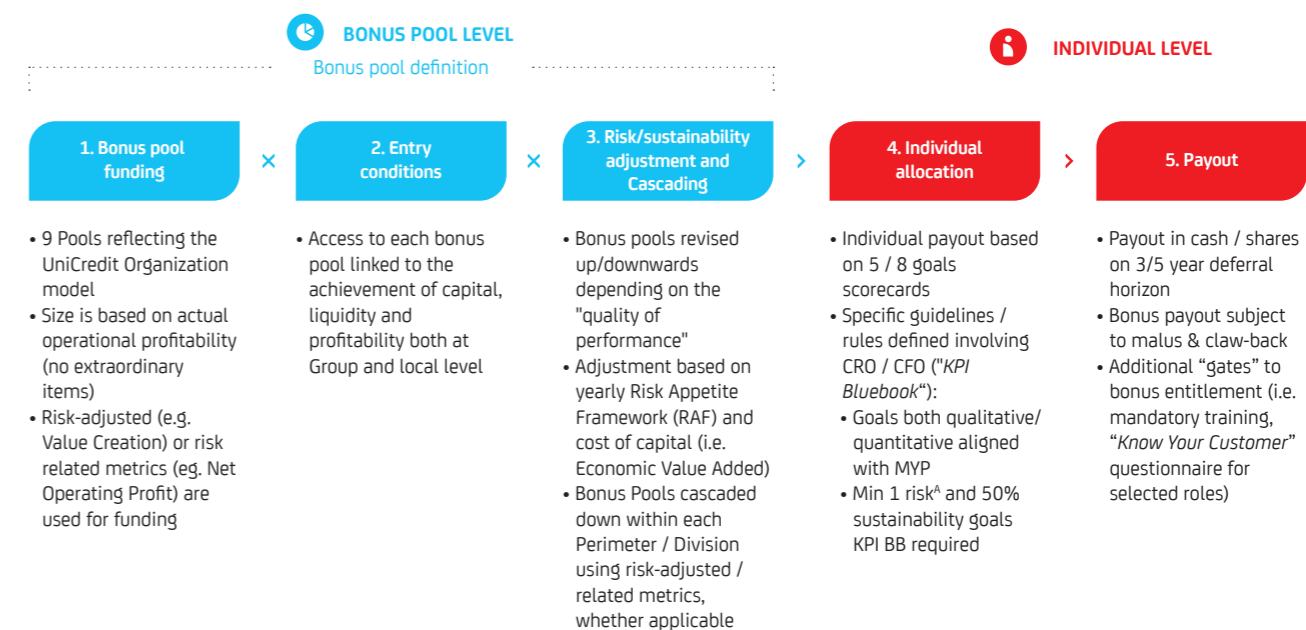 BONUS POOL LEVEL
Bonus pool definition
INDIVIDUAL LEVEL
1. Bonus pool
funding
×
2. Entry
conditions
×
3. Risk/sustainability
adjustment and
Cascading
>
4. Individual
allocation
>
5. Payout
• 9 Pools reflecting the
UniCredit Organization
model
• Size is based on actual
operational profitability
(no extraordinary
items)
• Risk-adjusted (e.g.
Value Creation) or risk
related metrics (eg. Net
Operating Profit) are
used for funding
• Access to each bonus
pool linked to the
achievement of capital,
liquidity and
profitability both at
Group and local level
• Bonus pools revised
up/downwards
depending on the
"quality of
performance"
• Adjustment based on
yearly Risk Appetite
Framework (RAF) and
cost of capital (i.e.
Economic Value Added)
• Bonus Pools cascaded
down within each
Perimeter / Division
using risk-adjusted /
related metrics,
whether applicable
• Individual payout based
on 5 / 8 goals
scorecards
• Specific guidelines /
rules defined involving
CRO / CFO ("KPI
Bluebook“):
• Goals both qualitative/
quantitative aligned
with MYP
• Min 1 riskᴬ and 50%
sustainability goals
KPI BB required
• Payout in cash / shares
on 3/5 year deferral
horizon
• Bonus payout subject
to malus & claw-back
• Additional “gates” to
bonus entitlement (i.e.
mandatory training,
“Know Your Customer”
questionnaire for
selected roles)